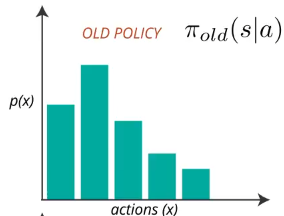 OLD POLICY π_old(s|a)
p(x)
actions (x)